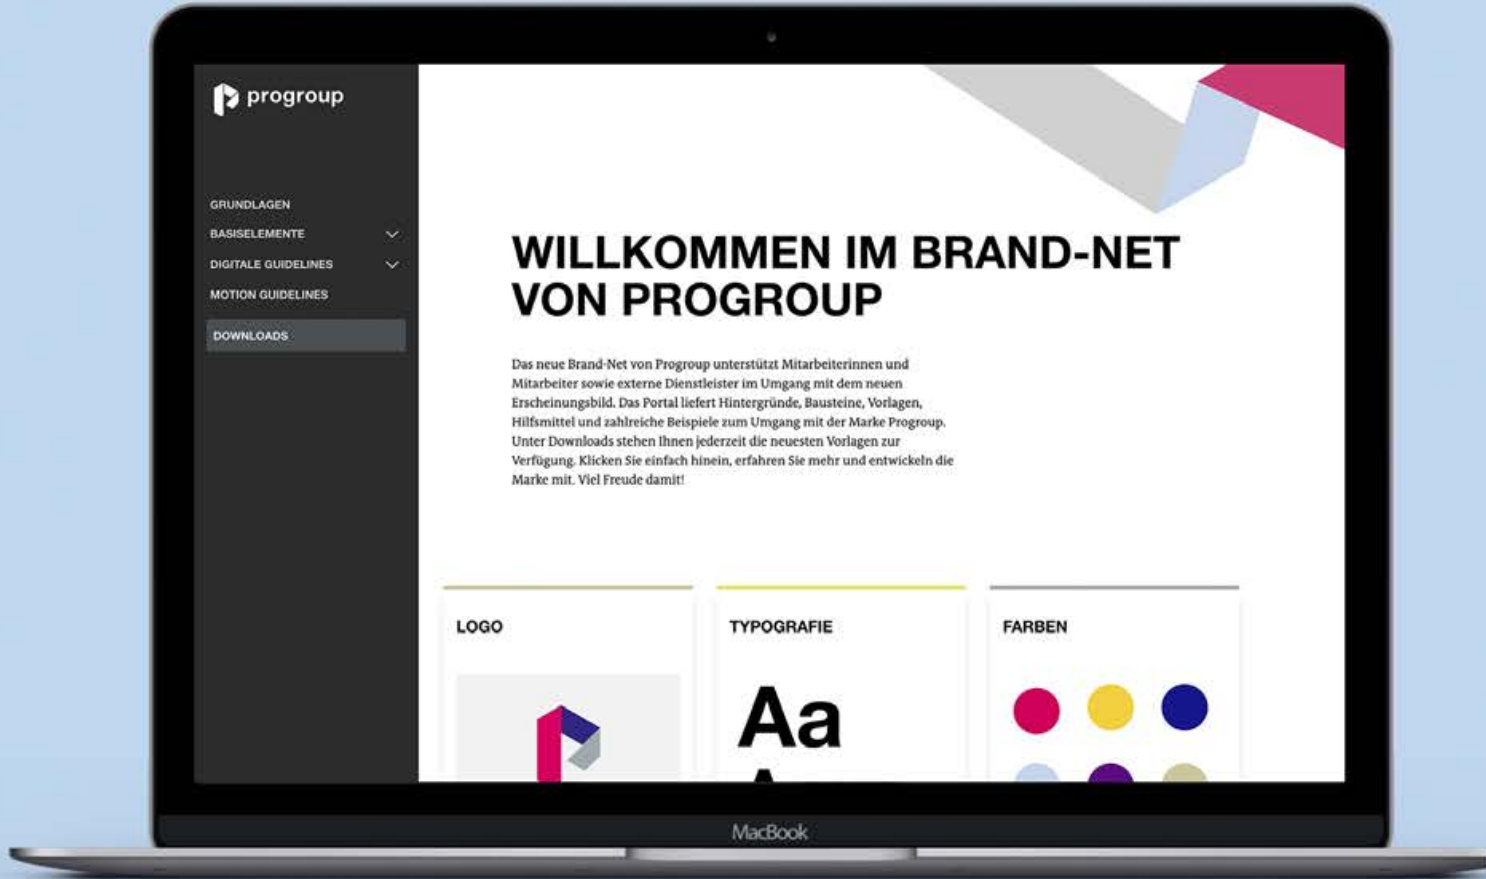 progroup
GRUNDLAGEN
BASISELEMENTE
DIGITALE GUIDELINES
MOTION GUIDELINES
DOWNLOADS
WILLKOMMEN IM BRAND-NET
VON PROGROUP
Das neue Brand-Net von Progroup unterstützt Mitarbeiterinnen und
Mitarbeiter sowie externe Dienstleister im Umgang mit dem neuen
Erscheinungsbild. Das Portal liefert Hintergründe, Bausteine, Vorlagen,
Hilfsmittel und zahlreiche Beispiele zum Umgang mit der Marke Progroup.
Unter Downloads stehen Ihnen jederzeit die neuesten Vorlagen zur
Verfügung. Klicken Sie einfach hinein, erfahren Sie mehr und entwickeln die
Marke mit. Viel Freude damit!
LOGO
TYPOGRAFIE
FARBEN
Aa
MacBook